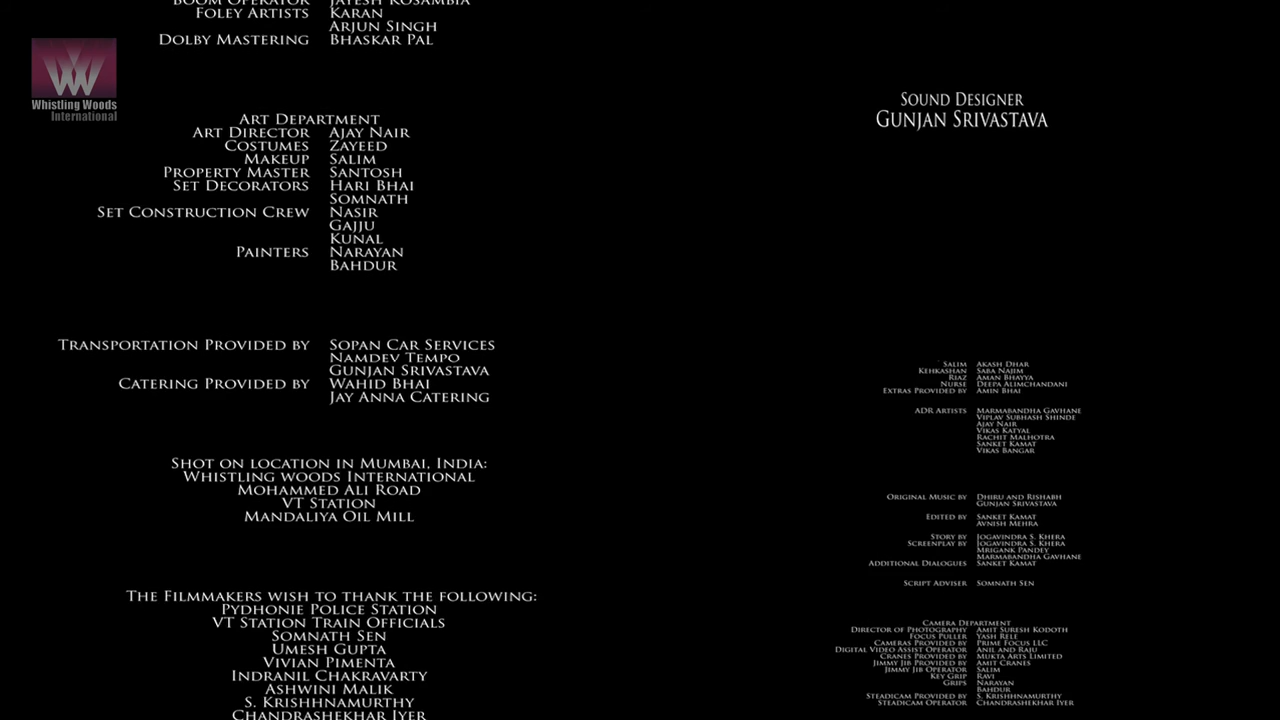 Boom Operator Jayesh Kosambia
Foley Artists Karan
Arjun Singh
Dolby Mastering Bhaskar Pal
Whistling Woods
International
Art Department
Art Director Ajay Nair
Costumes Zayeed
Makeup Salim
Property Master Santosh
Set Decorators Hari Bhai
Somnath
Set Construction Crew Nasir
Gajju
Kunal
Painters Narayan
Bahdur
Transportation Provided by Sopan Car Services
Namdev Tempo
Gunjan Srivastava
Catering Provided by Wahid Bhai
Jay Anna Catering
Shot on location in Mumbai, India:
Whistling woods International
Mohammed Ali Road
VT Station
Mandaliya Oil Mill
The Filmmakers wish to thank the following:
Pydhonie Police Station
VT Station Train Officials
Somnath Sen
Umesh Gupta
Vivian Pimenta
Indranil Chakravarty
Ashwini Malik
S. Krishhnamurthy
Chandrashekhar Iyer
Sound Designer
Gunjan Srivastava
Salim Akash Dhar
Kehkashan Saba Najim
Riaz Aman Bhayya
Nurse Deepa Alimchandani
Extras Provided by Amin Bhai
ADR Artists Marmabandha Gavhane
Viplav Subhash Shinde
Ajay Nair
Vikas Katyal
Rachit Malhotra
Sanket Kamat
Vikas Bangar
Original Music by Dhiru and Rishabh
Gunjan Srivastava
Edited by Sanket Kamat
Avnish Mehra
Story by Jogavindra S. Khera
Screenplay by Jogavindra S. Khera
Mrigank Pandey
Marmabandha Gavhane
Additional Dialogues Sanket Kamat
Script Adviser Somnath Sen
Camera Department
Director of Photography Amit Suresh Kodoth
Focus Puller Yash Rele
Cameras Provided by Prime Focus LLC
Digital Video Assist Operator Anil and Raju
Cranes Provided by Mukta Arts Limited
Jimmy Jib Provided by Amit Cranes
Jimmy Jib Operator Salim
Key Grip Ravi
Grips Narayan
Bahdur
Steadicam Provided by S. Krishhnamurthy
Steadicam Operator Chandrashekhar Iyer